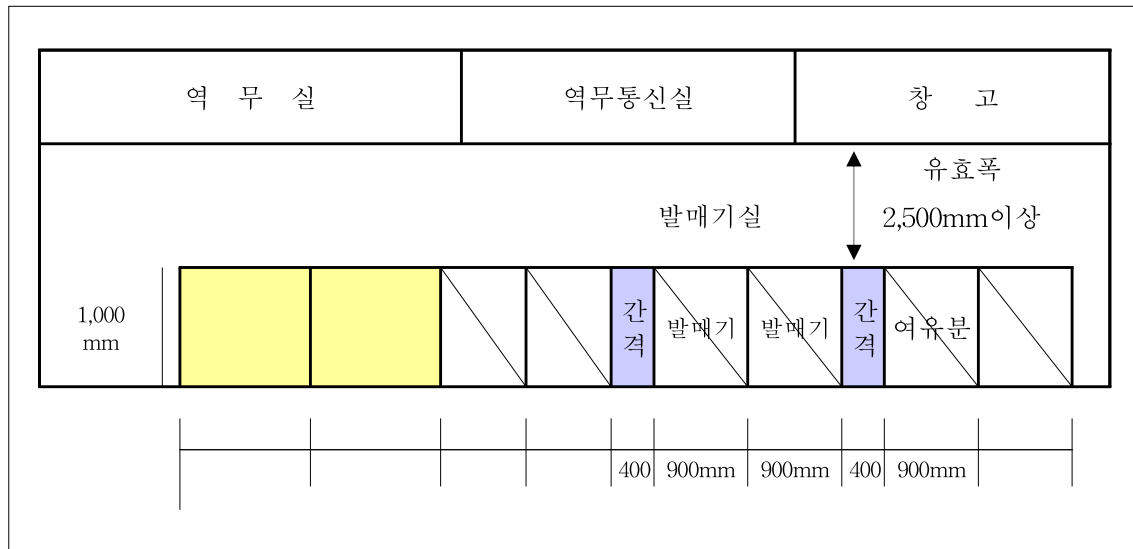 역 무 실
역무통신실
창 고
유효폭
발매기실
2,500mm이상
1,000
mm
간
격
발매기
발매기
간
격
여유분
400
900mm
900mm
400
900mm